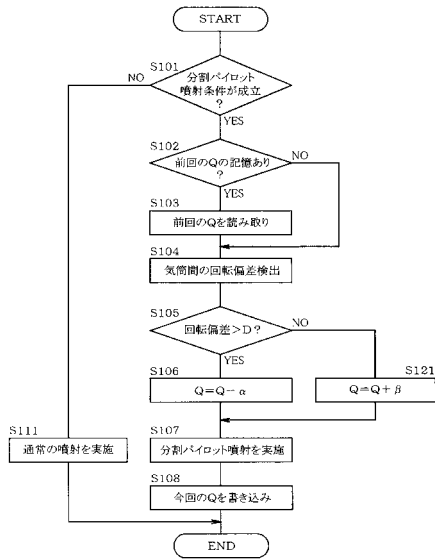 START
S101
NO
分割パイロット
噴射条件が成立
?
YES
S102
NO
前回のQの記憶あり
?
YES
S103
前回のQを読み取り
S104
気筒間の回転偏差検出
S105
NO
回転偏差>D?
YES
S106
S121
Q=Q-α
Q=Q+β
S111
S107
通常の噴射を実施
分割パイロット噴射を実施
S108
今回のQを書き込み
END